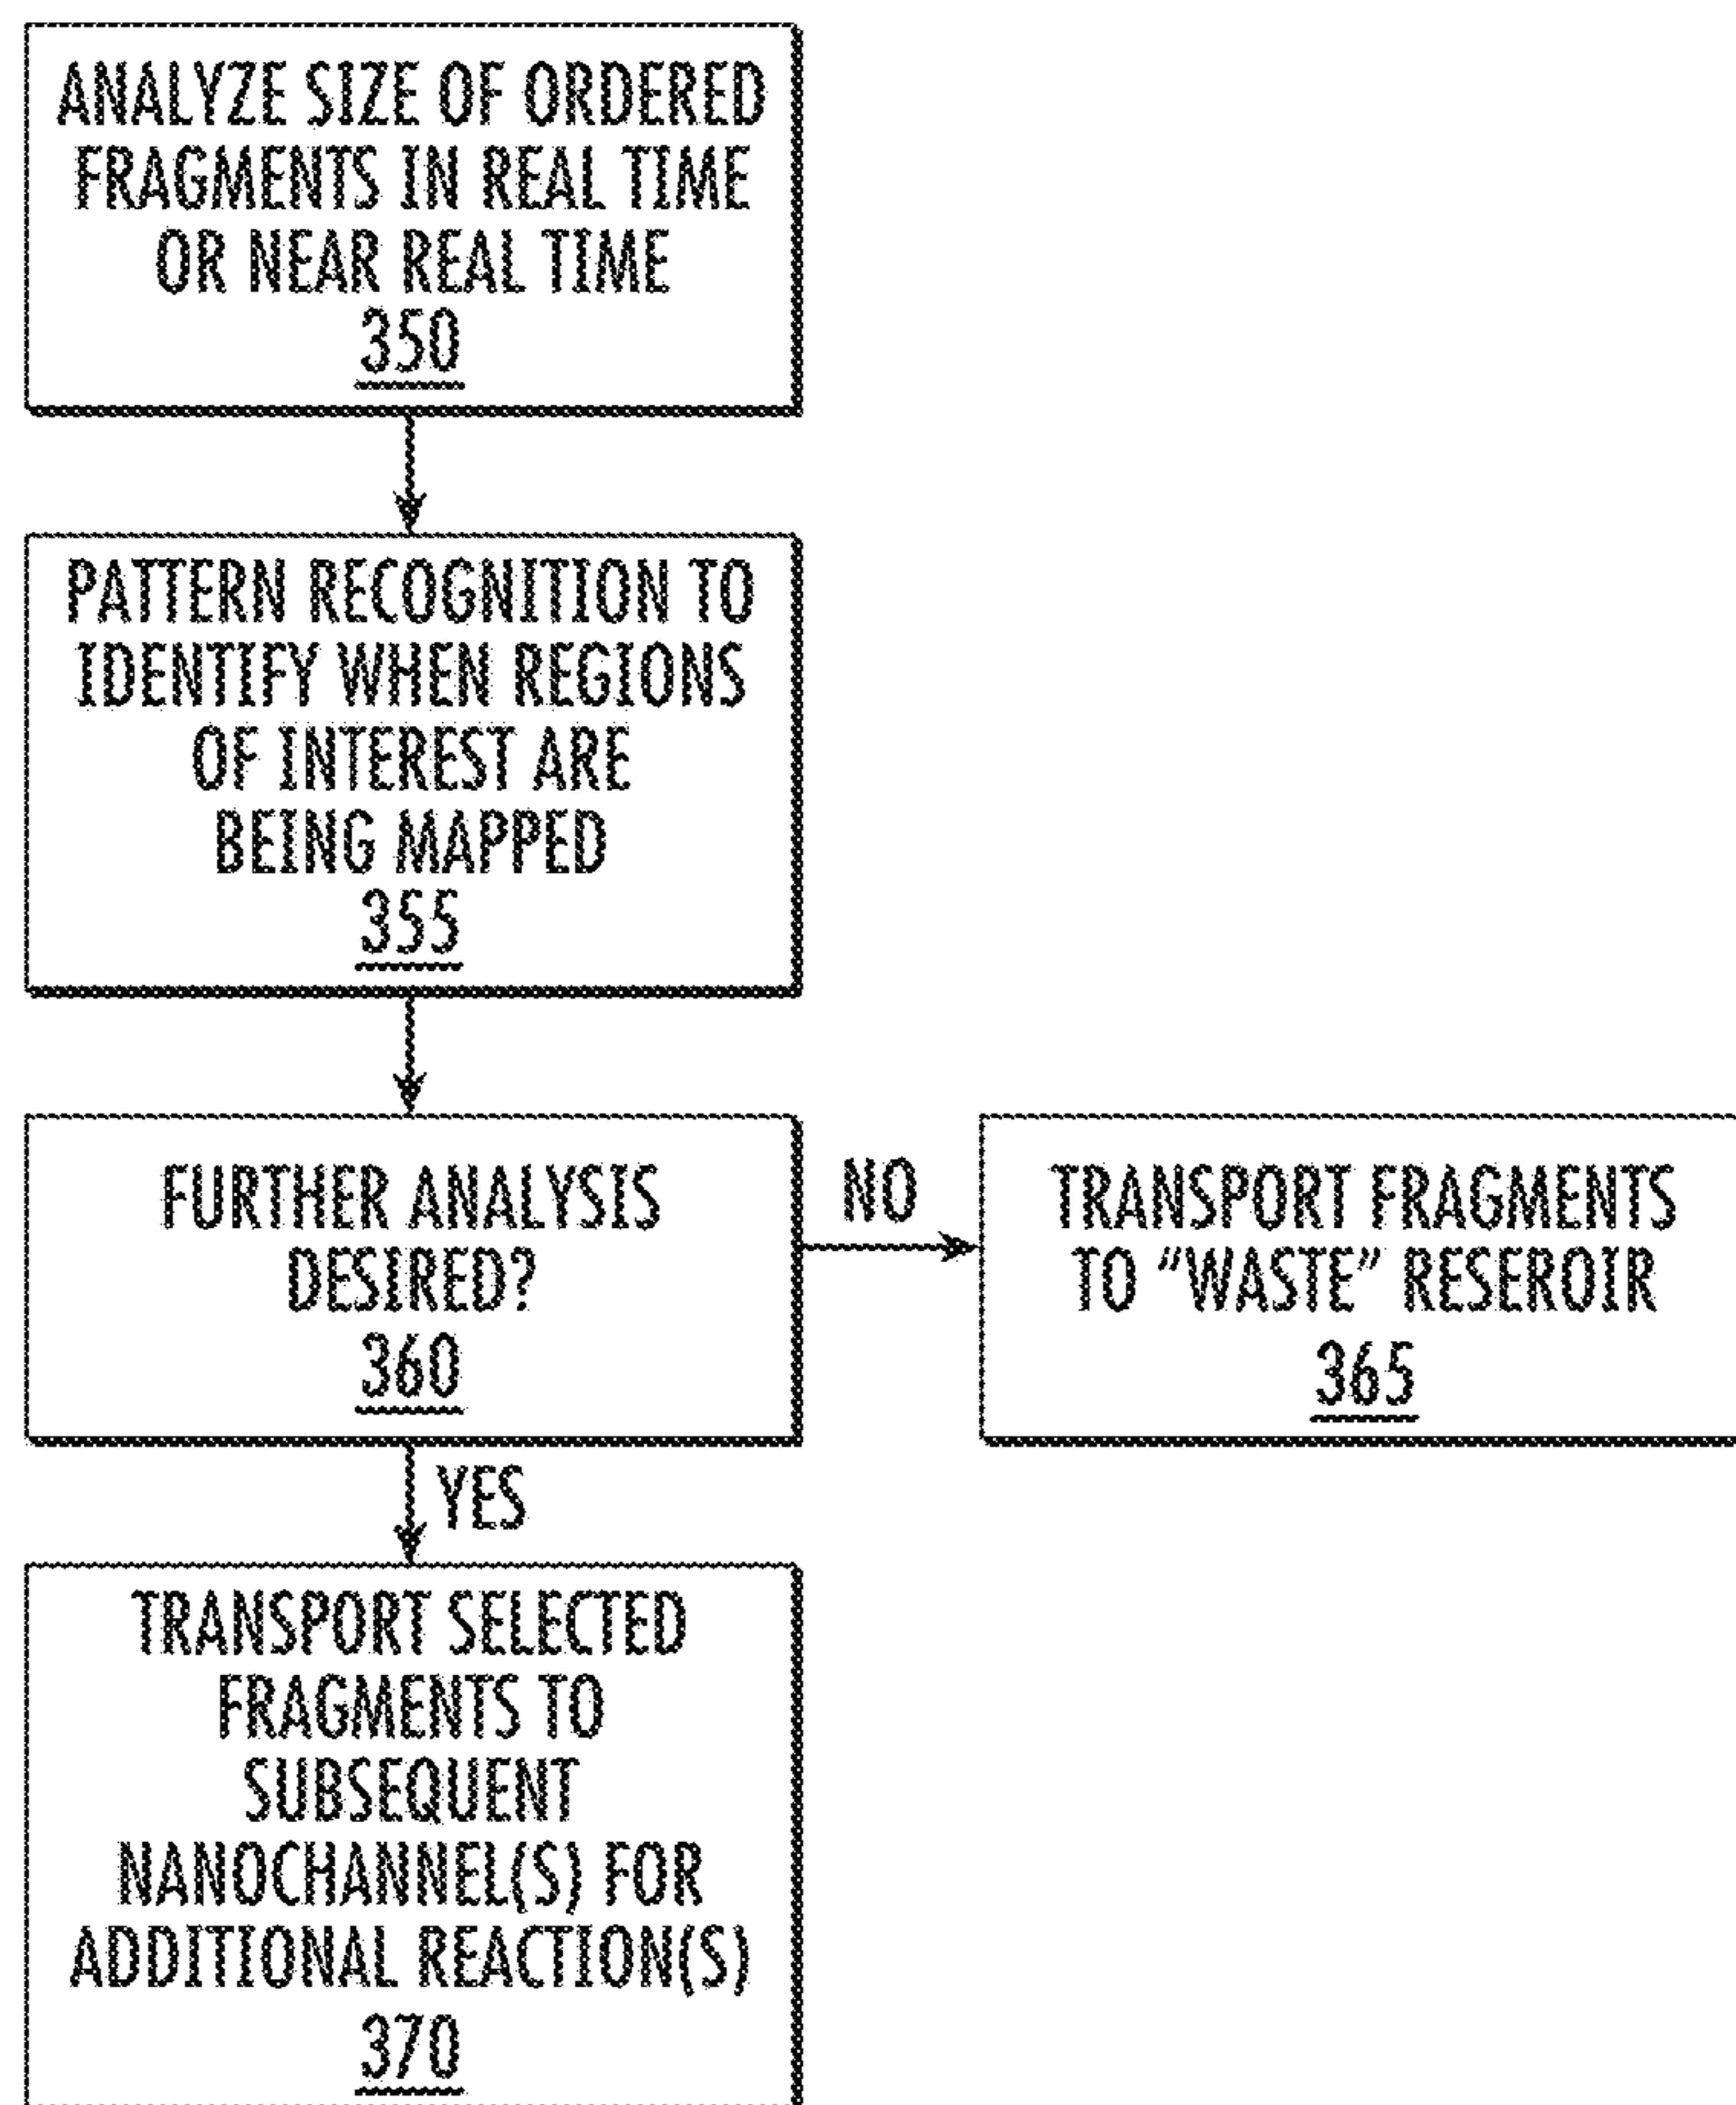 ANALYZE SIZE OF ORDERED
FRAGMENTS IN REAL TIME
OR NEAR REAL TIME
350
PATTERN RECOGNITION TO
IDENTIFY WHEN REGIONS
OF INTEREST ARE
BEING MAPPED
355
FURTHER ANALYSIS
DESIRED?
360
NO
TRANSPORT FRAGMENTS
TO "WASTE" RESEROIR
365
YES
TRANSPORT SELECTED
FRAGMENTS TO
SUBSEQUENT
NANOCHANNEL(S) FOR
ADDITIONAL REACTION(S)
370